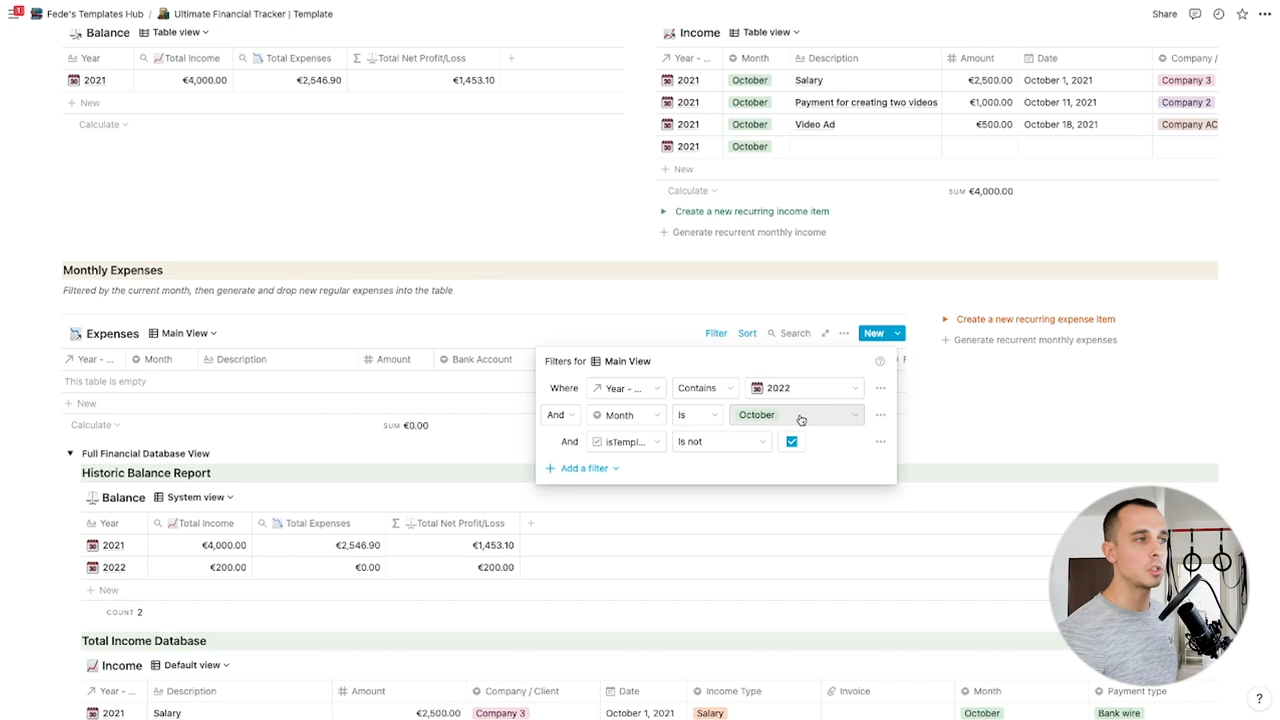 Fede's Templates Hub / Ultimate Financial Tracker | Template
Share
Balance Table view
Year Total Income Total Expenses Total Net Profit/Loss
2021 €4,000.00 €2,546.90 €1,453.10
+ New
Calculate
Income Table view
Year - ... Month Description Amount Date Company /
2021 October Salary €2,500.00 October 1, 2021 Company 3
2021 October Payment for creating two videos €1,000.00 October 11, 2021 Company 2
2021 October Video Ad €500.00 October 18, 2021 Company AC
2021 October
+ New
Calculate SUM €4,000.00
Create a new recurring income item
+ Generate recurrent monthly income
Monthly Expenses
Filtered by the current month, then generate and drop new regular expenses into the table
Expenses Main View Filter Sort Search New
Year - ... Month Description Amount Bank Account
This table is empty
+ New
Calculate SUM €0.00
Create a new recurring expense item
+ Generate recurrent monthly expenses
Filters for Main View
Where Year - ... Contains 2022
And Month Is October
And isTempl... Is not
+ Add a filter
Full Financial Database View
Historic Balance Report
Balance System view
Year Total Income Total Expenses Total Net Profit/Loss
2021 €4,000.00 €2,546.90 €1,453.10
2022 €200.00 €0.00 €200.00
+ New
COUNT 2
Total Income Database
Income Default view
Year - ... Description Amount Company / Client Date Income Type Invoice Month Payment type
2021 Salary €2,500.00 Company 3 October 1, 2021 Salary October Bank wire